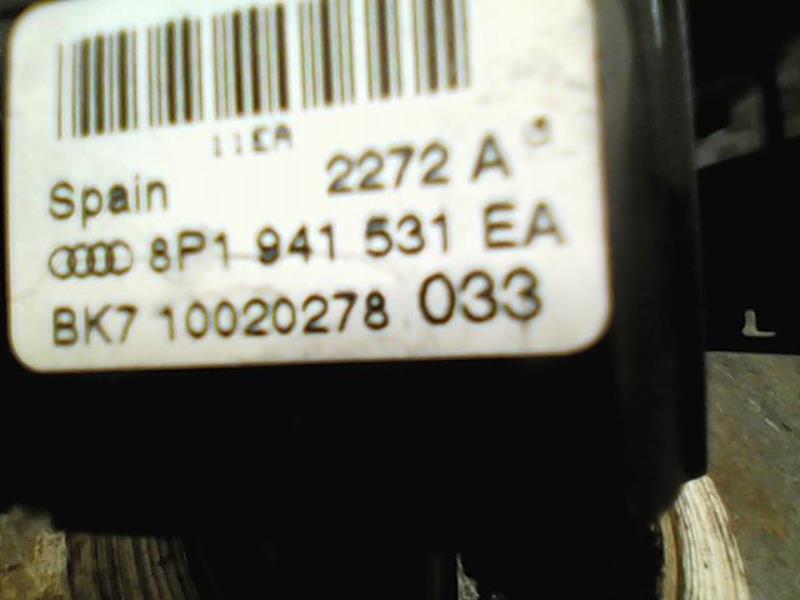 11EA
Spain 2272 A
8P1 941 531 EA
BK7 10020278 033